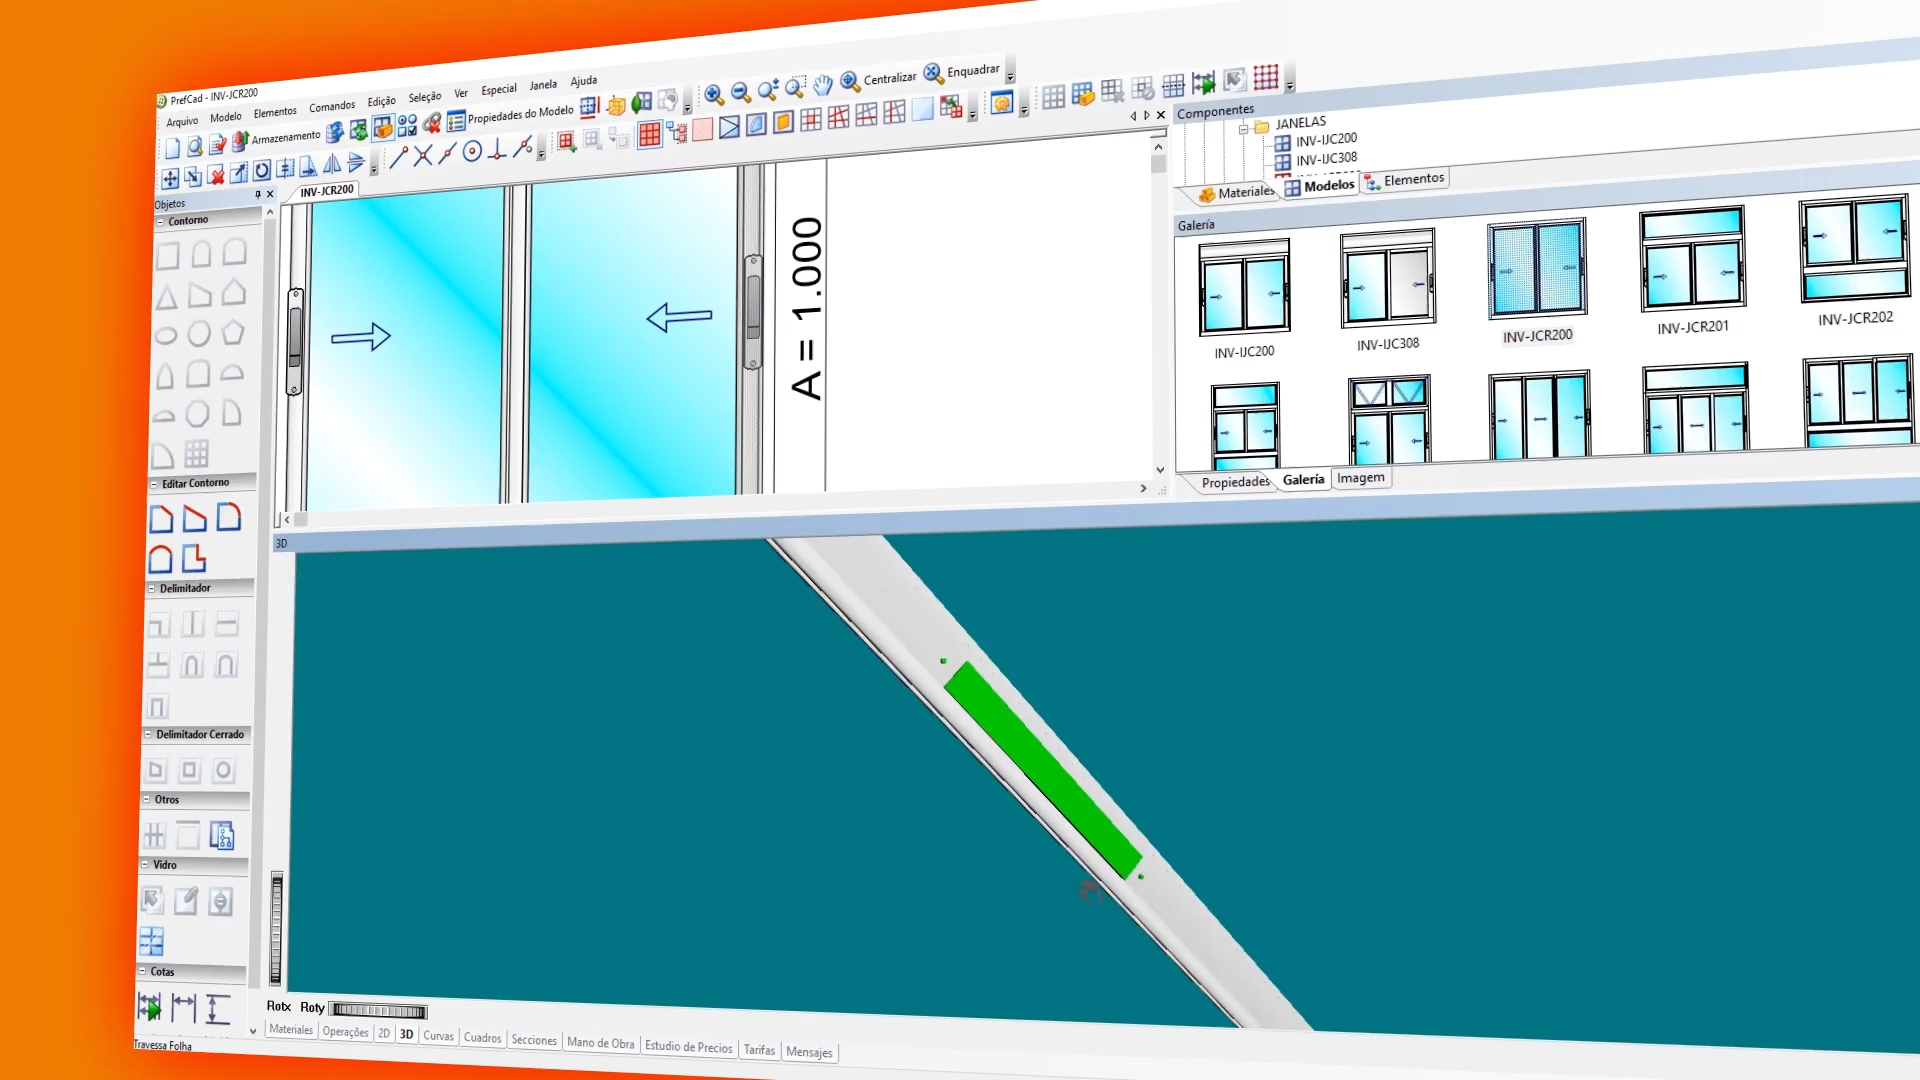 PrefCad - INV-JCR200
Arquivo Modelo Elementos Comandos Edição Seleção Ver Especial Janela Ajuda
Centralizar Enquadrar
Armazenamento Propiedades do Modelo
Objetos
Contorno
Editar Contorno
Delimitador
Delimitador Cerrado
Otros
Vidro
Cotas
Travessa Folha
INV-JCR200
A = 1.000
Componentes
JANELAS
INV-IJC200
INV-IJC308
Materiales Modelos Elementos
Galería
INV-IJC200
INV-IJC308
INV-JCR200
INV-JCR201
INV-JCR202
Propiedades Galería Imagem
3D
Rotx Roty
Materiales Operações 2D 3D Curvas Cuadros Secciones Mano de Obra Estudio de Precios Tarifas Mensajes